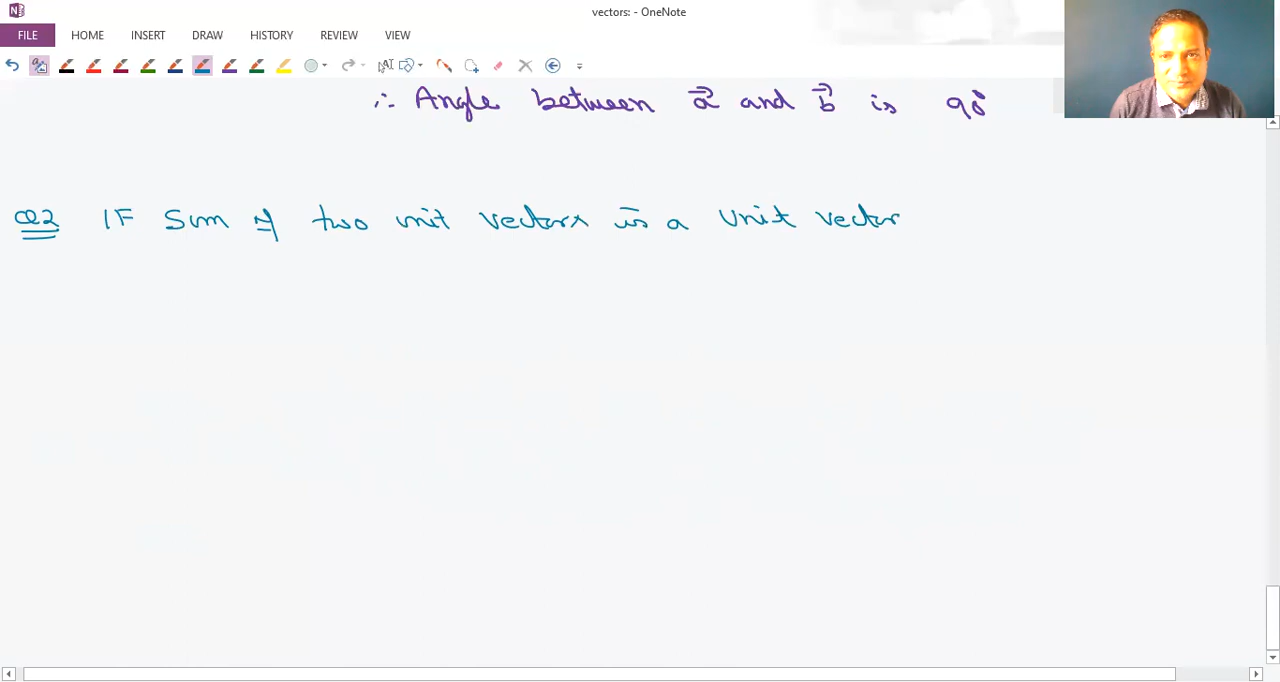 vectors: - OneNote
FILE HOME INSERT DRAW HISTORY REVIEW VIEW
∴ Angle between a⃗ and b⃗ is 90°
Q2 IF Sum of two unit vectors is a unit vector